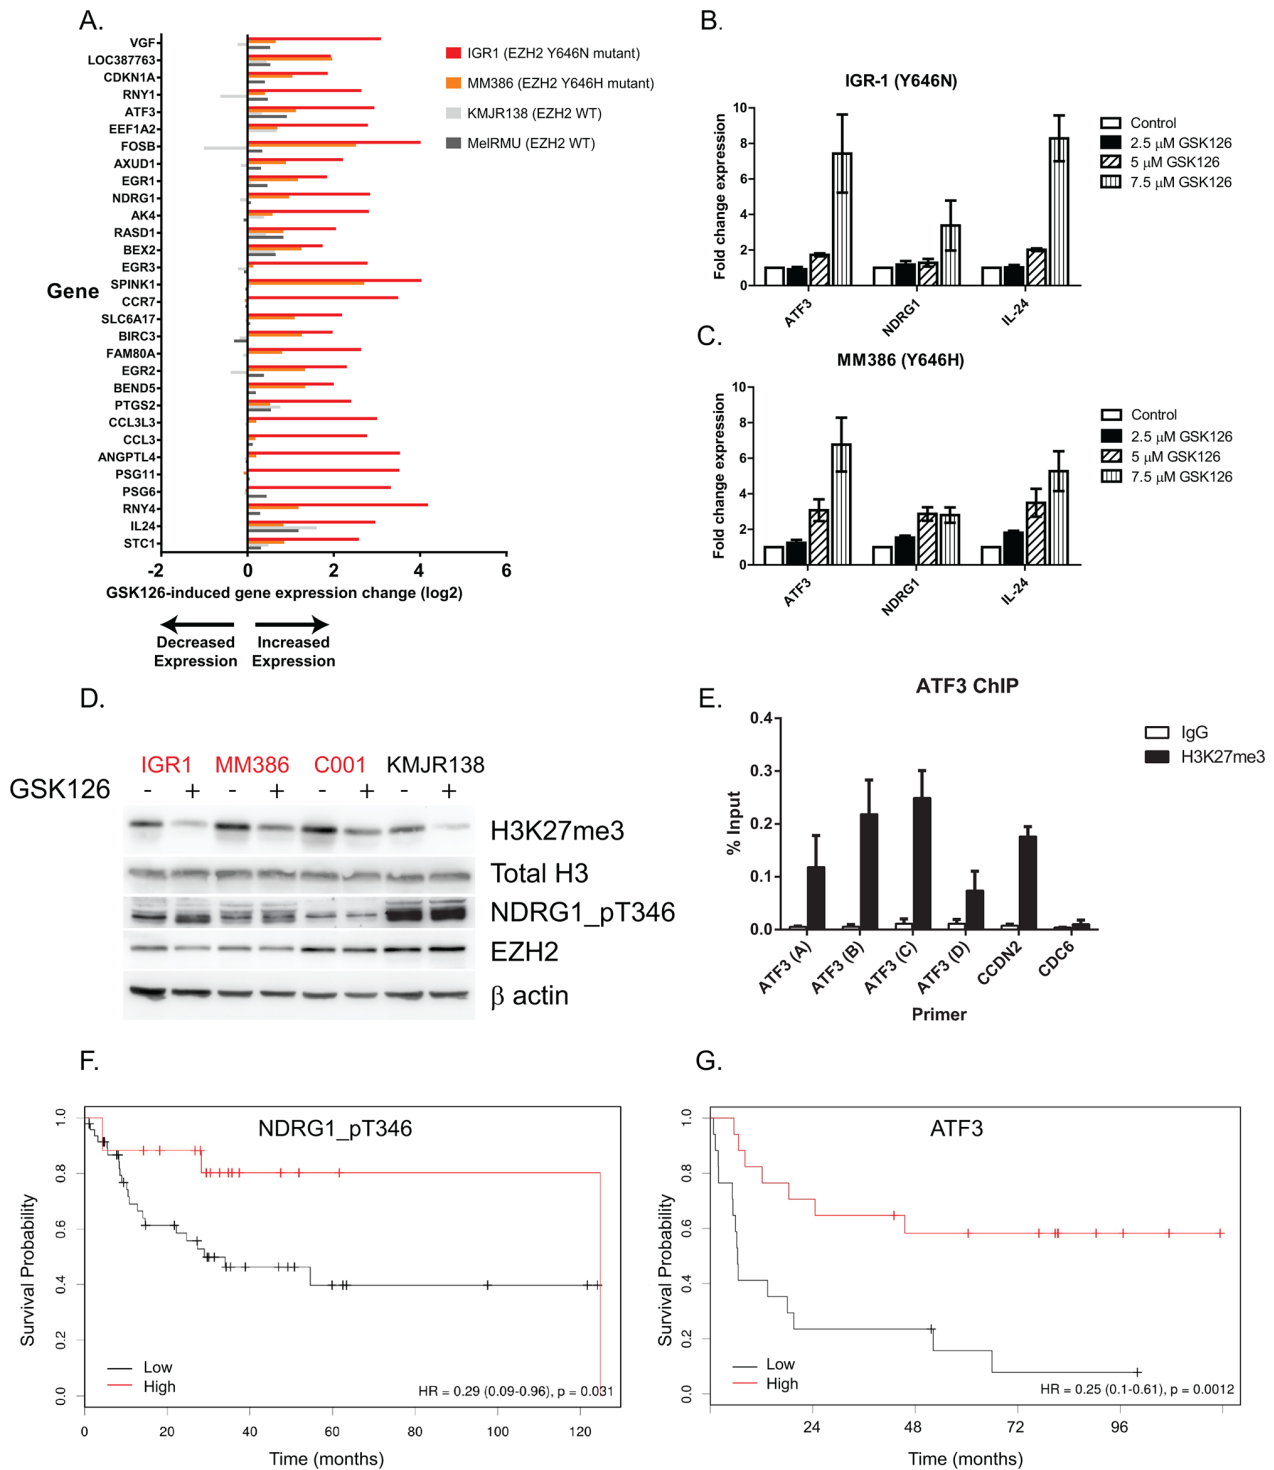 A.
VGF
LOC387763
CDKN1A
RNY1
ATF3
EEF1A2
FOSB
AXUD1
EGR1
NDRG1
AK4
RASD1
BEX2
EGR3
SPINK1
CCR7
SLC6A17
BIRC3
FAM80A
EGR2
BEND5
PTGS2
CCL3L3
CCL3
ANGPTL4
PSG11
PSG6
RNY4
IL24
STC1
Gene
-2 0 2 4 6
GSK126-induced gene expression change (log2)
Decreased Expression
Increased Expression
IGR1 (EZH2 Y646N mutant)
MM386 (EZH2 Y646H mutant)
KMJR138 (EZH2 WT)
MelRMU (EZH2 WT)
B.
IGR-1 (Y646N)
Fold change expression
10
8
6
4
2
0
ATF3 NDRG1 IL-24
Control
2.5 µM GSK126
5 µM GSK126
7.5 µM GSK126
C.
MM386 (Y646H)
Fold change expression
10
8
6
4
2
0
ATF3 NDRG1 IL-24
Control
2.5 µM GSK126
5 µM GSK126
7.5 µM GSK126
D.
IGR1 MM386 C001 KMJR138
GSK126 - + - + - + - +
H3K27me3
Total H3
NDRG1_pT346
EZH2
β actin
E.
ATF3 ChIP
% Input
0.4
0.3
0.2
0.1
0.0
ATF3 (A) ATF3 (B) ATF3 (C) ATF3 (D) CCDN2 CDC6
Primer
IgG
H3K27me3
F.
NDRG1_pT346
Survival Probability
1.0
0.8
0.6
0.4
0.2
0.0
Low
High
HR = 0.29 (0.09-0.96), p = 0.031
0 20 40 60 80 100 120
Time (months)
G.
ATF3
Survival Probability
1.0
0.8
0.6
0.4
0.2
0.0
Low
High
HR = 0.25 (0.1-0.61), p = 0.0012
24 48 72 96
Time (months)